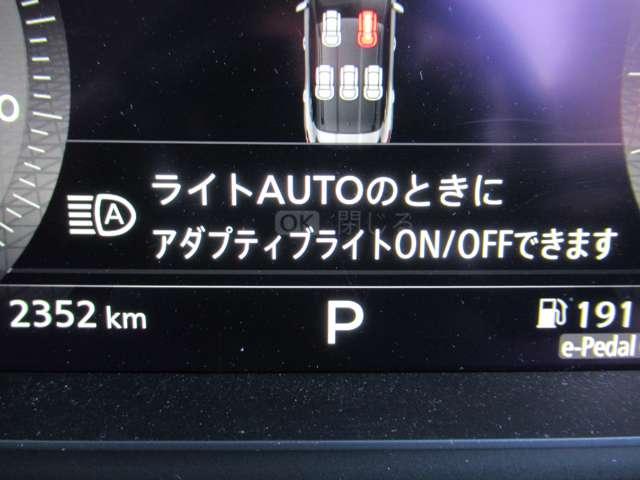 0
A ライトAUTOのときに
OK 閉じる
アダプティブライトON/OFFできます
2352 km P 191
e-Pedal